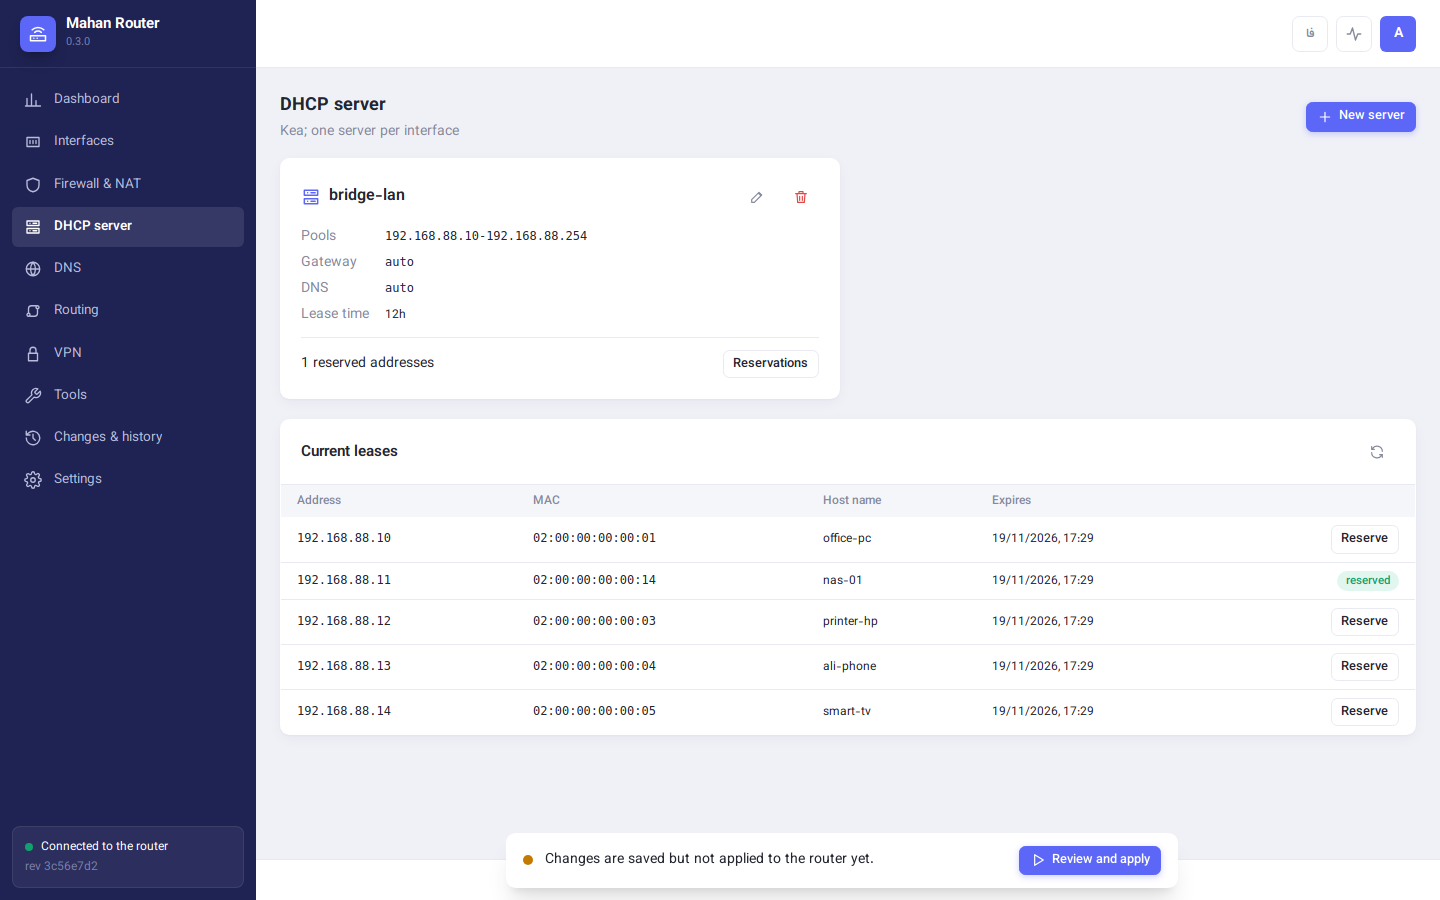 Mahan Router
0.3.0
فا
A
Dashboard
Interfaces
Firewall & NAT
DHCP server
DNS
Routing
VPN
Tools
Changes & history
Settings
Connected to the router
rev 3c56e7d2
DHCP server
Kea; one server per interface
New server
bridge-lan
Pools 192.168.88.10-192.168.88.254
Gateway auto
DNS auto
Lease time 12h
1 reserved addresses Reservations
Current leases
Address MAC Host name Expires
192.168.88.10 02:00:00:00:00:01 office-pc 19/11/2026, 17:29 Reserve
192.168.88.11 02:00:00:00:00:14 nas-01 19/11/2026, 17:29 reserved
192.168.88.12 02:00:00:00:00:03 printer-hp 19/11/2026, 17:29 Reserve
192.168.88.13 02:00:00:00:00:04 ali-phone 19/11/2026, 17:29 Reserve
192.168.88.14 02:00:00:00:00:05 smart-tv 19/11/2026, 17:29 Reserve
Changes are saved but not applied to the router yet. Review and apply